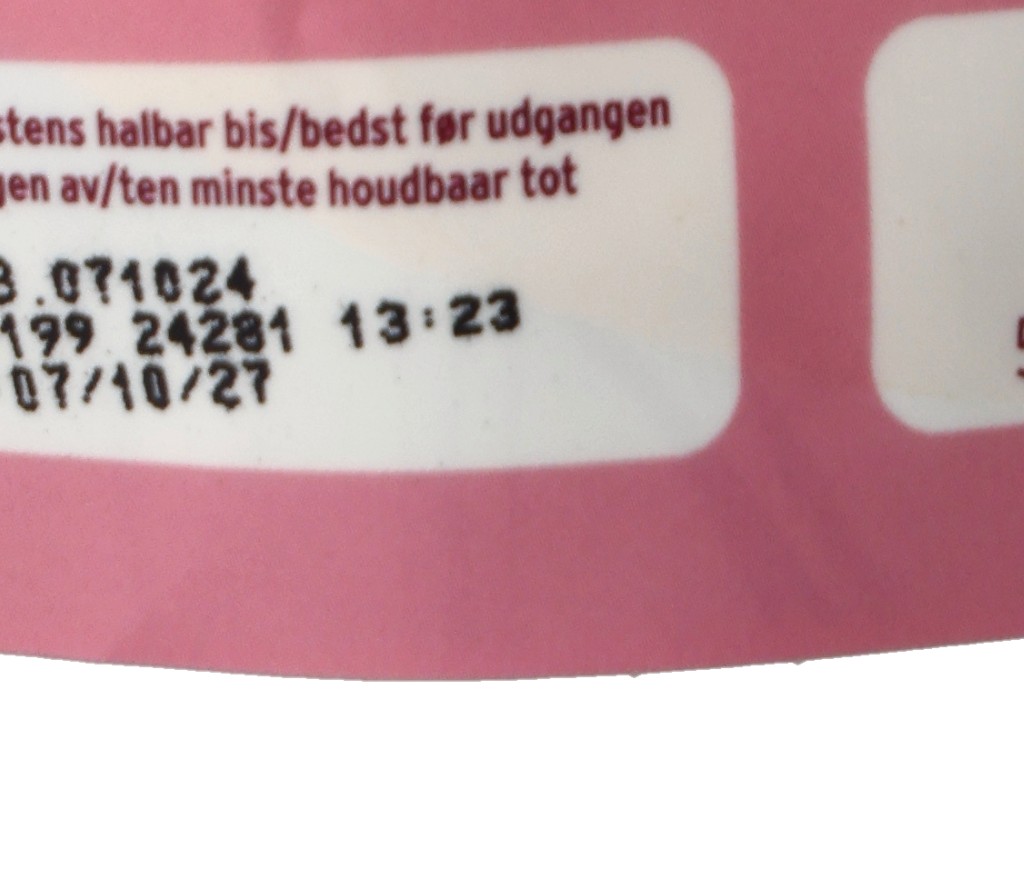 stens halbar bis/bedst før udgangen
gen av/ten minste houdbaar tot
3.071024
199 24281 13:23
07/10/27